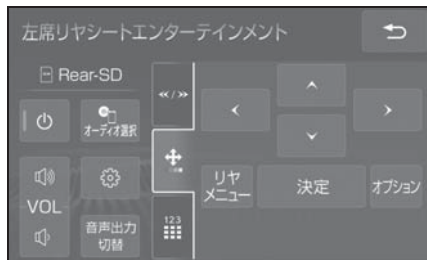 左席リヤシートエンターテインメント
Rear-SD
オーディオ選択
リヤ
メニュー
決定
オプション
VOL
音声出力
切替
123